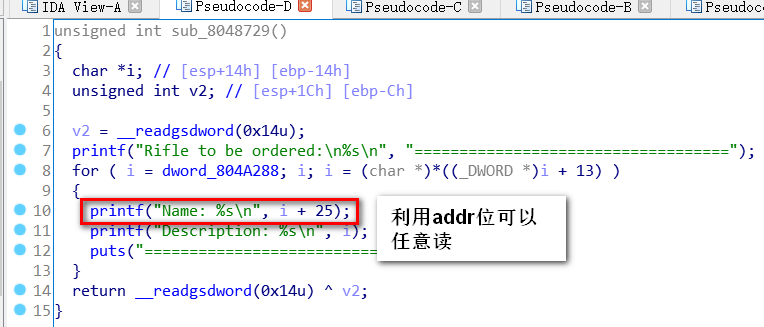 IDA View-A Pseudocode-D Pseudocode-C Pseudocode-B Pseudoco
1 unsigned int sub_8048729()
2 {
3 char *i; // [esp+14h] [ebp-14h]
4 unsigned int v2; // [esp+1Ch] [ebp-Ch]
5
6 v2 = __readgsdword(0x14u);
7 printf("Rifle to be ordered:\n%s\n", "===================================");
8 for ( i = dword_804A288; i; i = (char *)*((_DWORD *)i + 13) )
9 {
10 printf("Name: %s\n", i + 25);
11 printf("Description: %s\n", i);
12 puts("===========================
13 }
14 return __readgsdword(0x14u) ^ v2;
15 }
利用addr位可以
任意读